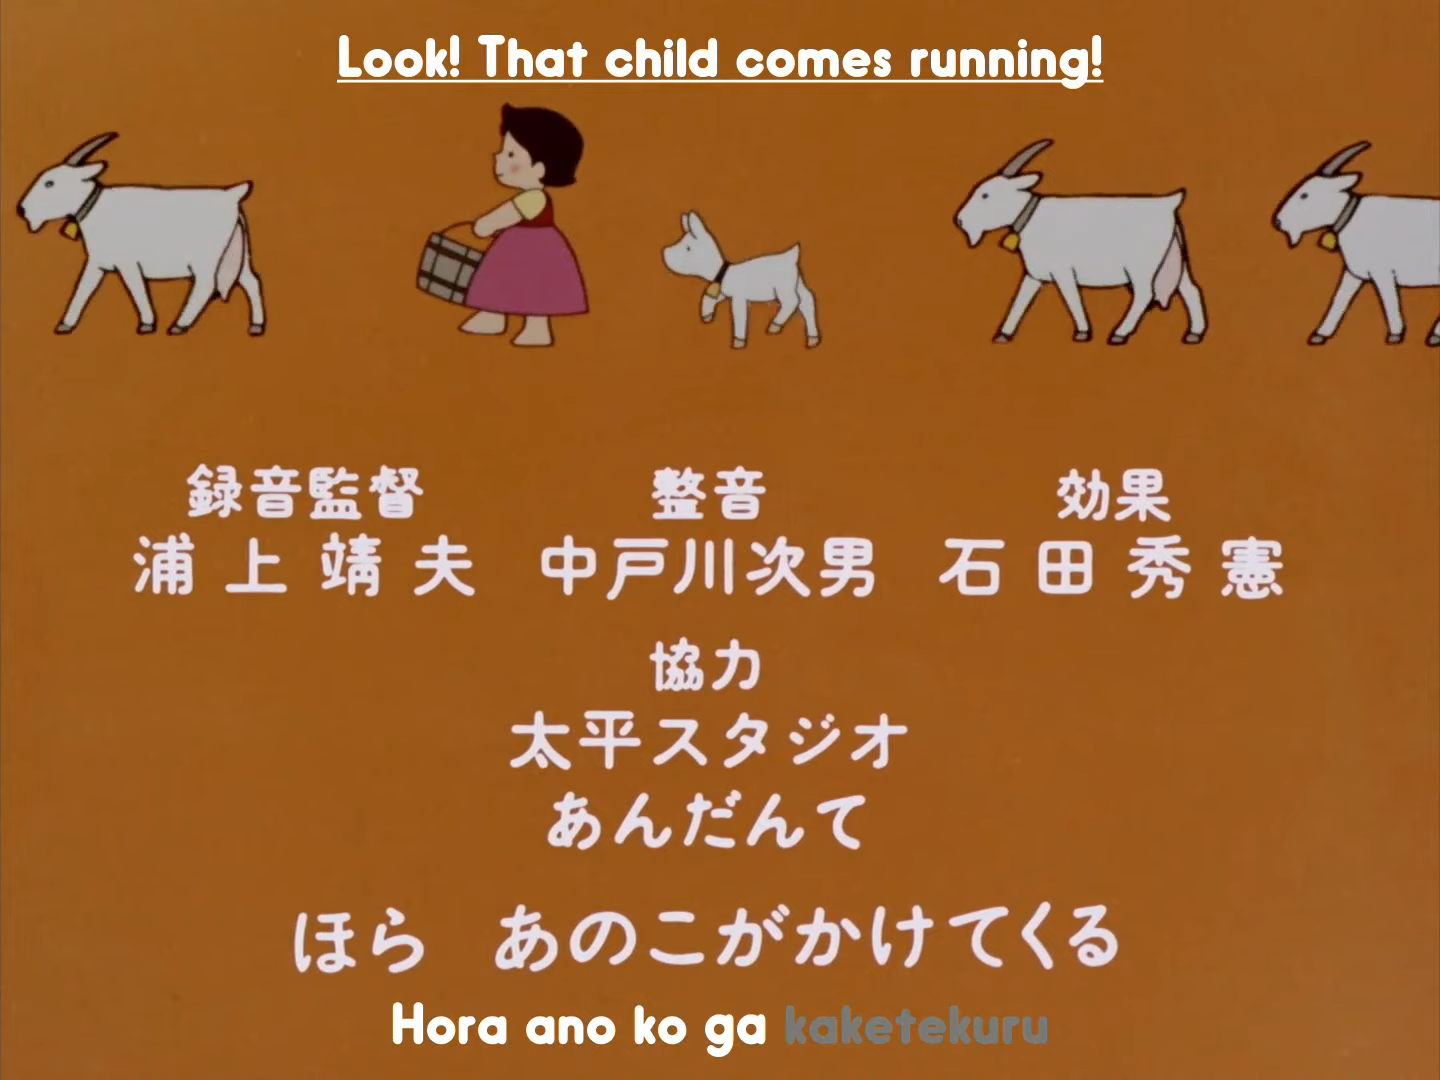 Look! That child comes running!
録音監督 整音 効果
浦上靖夫 中戸川次男 石田秀憲
協力
太平スタジオ
あんだんて
ほら あのこがかけてくる
Hora ano ko ga kaketekuru